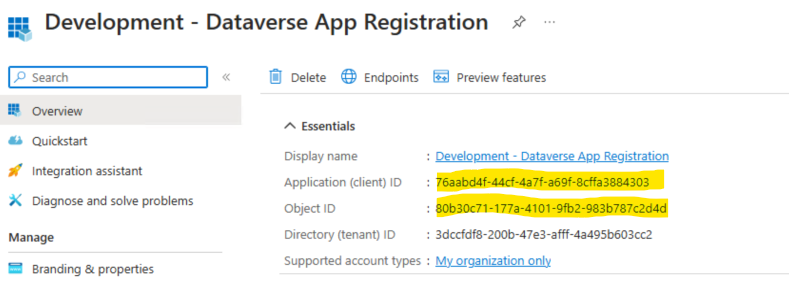 Development - Dataverse App Registration
Search
Delete
Endpoints
Preview features
Overview
Quickstart
Integration assistant
Diagnose and solve problems
Manage
Branding & properties
Essentials
Display name : Development - Dataverse App Registration
Application (client) ID : 76aabd4f-44cf-4a7f-a69f-8cffa3884303
Object ID : 80b30c71-177a-4101-9fb2-983b787c2d4d
Directory (tenant) ID : 3dccfdf8-200b-47e3-afff-4a495b603cc2
Supported account types : My organization only